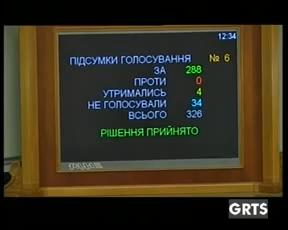 12:34
ПІДСУМКИ ГОЛОСУВАННЯ № 6
ЗА 288
ПРОТИ 0
УТРИМАЛИСЬ 4
НЕ ГОЛОСУВАЛИ 34
ВСЬОГО 326
РІШЕННЯ ПРИЙНЯТО
GRTS